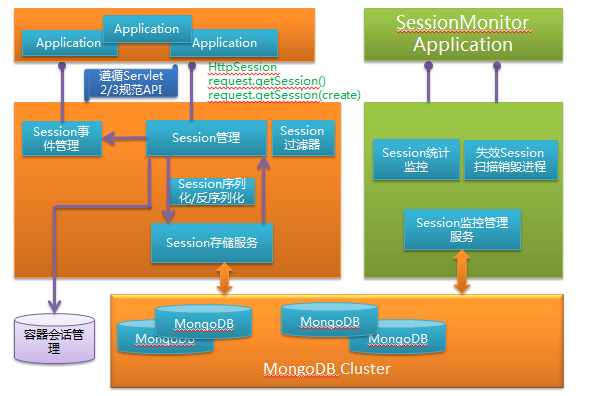 Application
Application
Application
SessionMonitor
Application
遵循Servlet
2/3规范API
HttpSession
request.getSession()
request.getSession(create)
Session事
件管理
Session管理
Session
过滤器
Session序列
化/反序列化
Session存储服务
Session统计
监控
失效Session
扫描销毁进程
Session监控管理
服务
容器会话管
理
MongoDB
MongoDB
MongoDB
MongoDB
MongoDB Cluster